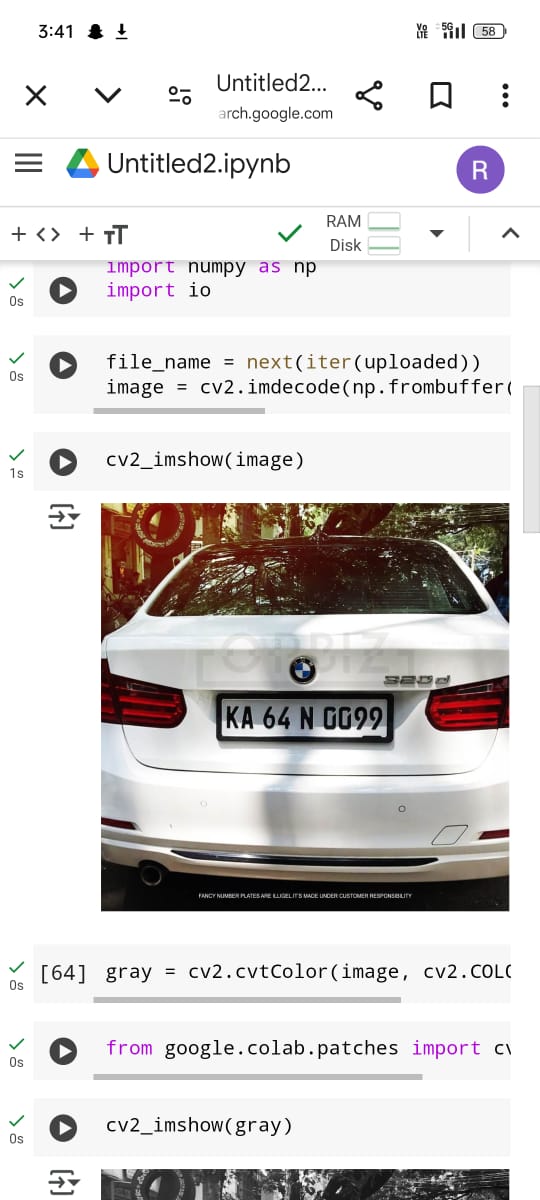 3:41
Vo LTE 5G 58
Untitled2...
arch.google.com
Untitled2.ipynb
R
+ <> + TT
RAM
Disk
import numpy as np
0s
import io
file_name = next(iter(uploaded))
0s
image = cv2.imdecode(np.frombuffer(
cv2_imshow(image)
1s
ORBIZ
320d
KA 64 N 0099
FANCY NUMBER PLATES ARE ILLIGEL IT'S MADE UNDER CUSTOMER RESPONSIBILITY
[64] gray = cv2.cvtColor(image, cv2.COLO
0s
from google.colab.patches import cv
0s
cv2_imshow(gray)
0s